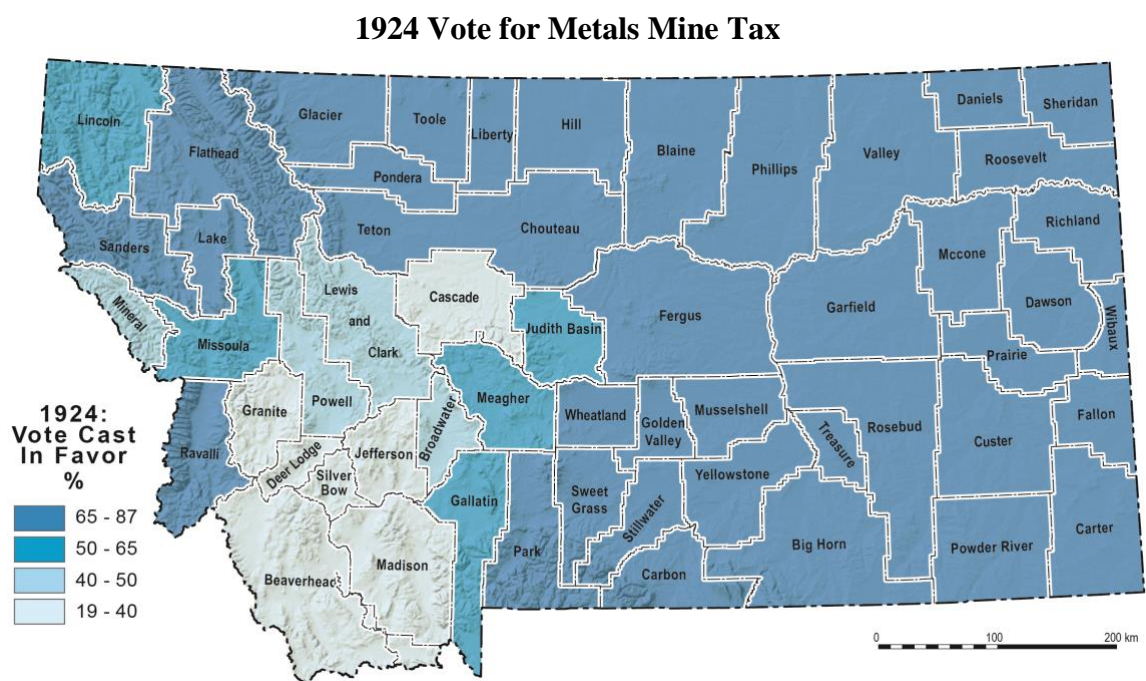 1924 Vote for Metals Mine Tax
Lincoln
Flathead
Glacier
Toole
Liberty
Hill
Blaine
Phillips
Valley
Daniels
Sheridan
Roosevelt
Pondera
Teton
Chouteau
Sanders
Lake
Richland
Mccone
Dawson
Wibaux
Mineral
Missoula
Lewis
and
Clark
Cascade
Judith Basin
Fergus
Garfield
Prairie
Powell
Granite
Meagher
Broadwater
Wheatland
Golden
Valley
Musselshell
Treasure
Rosebud
Custer
Fallon
Ravalli
Deer Lodge
Silver
Bow
Jefferson
Gallatin
Park
Sweet
Grass
Stillwater
Yellowstone
Big Horn
Carbon
Powder River
Carter
Beaverhead
Madison
1924:
Vote Cast
In Favor
%
65 - 87
50 - 65
40 - 50
19 - 40
0 100 200 km